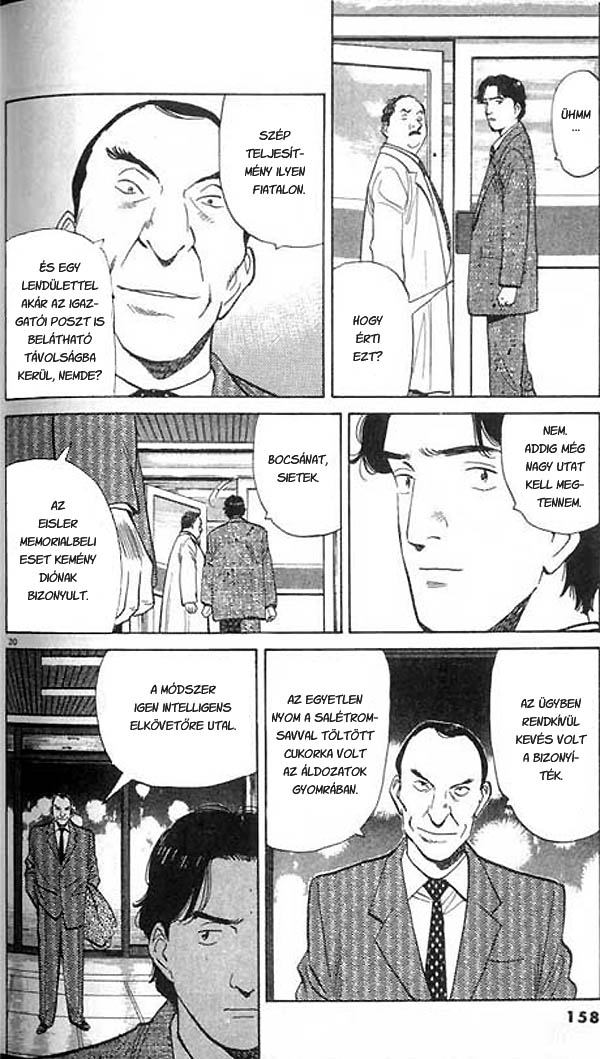 ÜHMM
...
HOGY
ÉRTI
EZT?
SZÉP
TELJESÍT-
MÉNY ILYEN
FIATALON.
ÉS EGY
LENDÜLETTEL
AKÁR AZ IGAZ-
GATÓI POSZT IS
BELÁTHATÓ
TÁVOLSÁGBA
KERÜL, NEMDE?
NEM.
ADDIG MÉG
NAGY UTAT
KELL MEG-
TENNEM.
BOCSÁNAT,
SIETEK.
AZ
EISLER
MEMORIALBELI
ESET KEMÉNY
DIÓNAK
BIZONYULT.
20
AZ ÜGYBEN
RENDKÍVÜL
KEVÉS VOLT
A BIZONYÍ-
TÉK.
AZ EGYETLEN
NYOM A SALÉTROM-
SAVVAL TÖLTÖTT
CUKORKA VOLT
AZ ÁLDOZATOK
GYOMRÁBAN.
A MÓDSZER
IGEN INTELLIGENS
ELKÖVETŐRE UTAL.
158